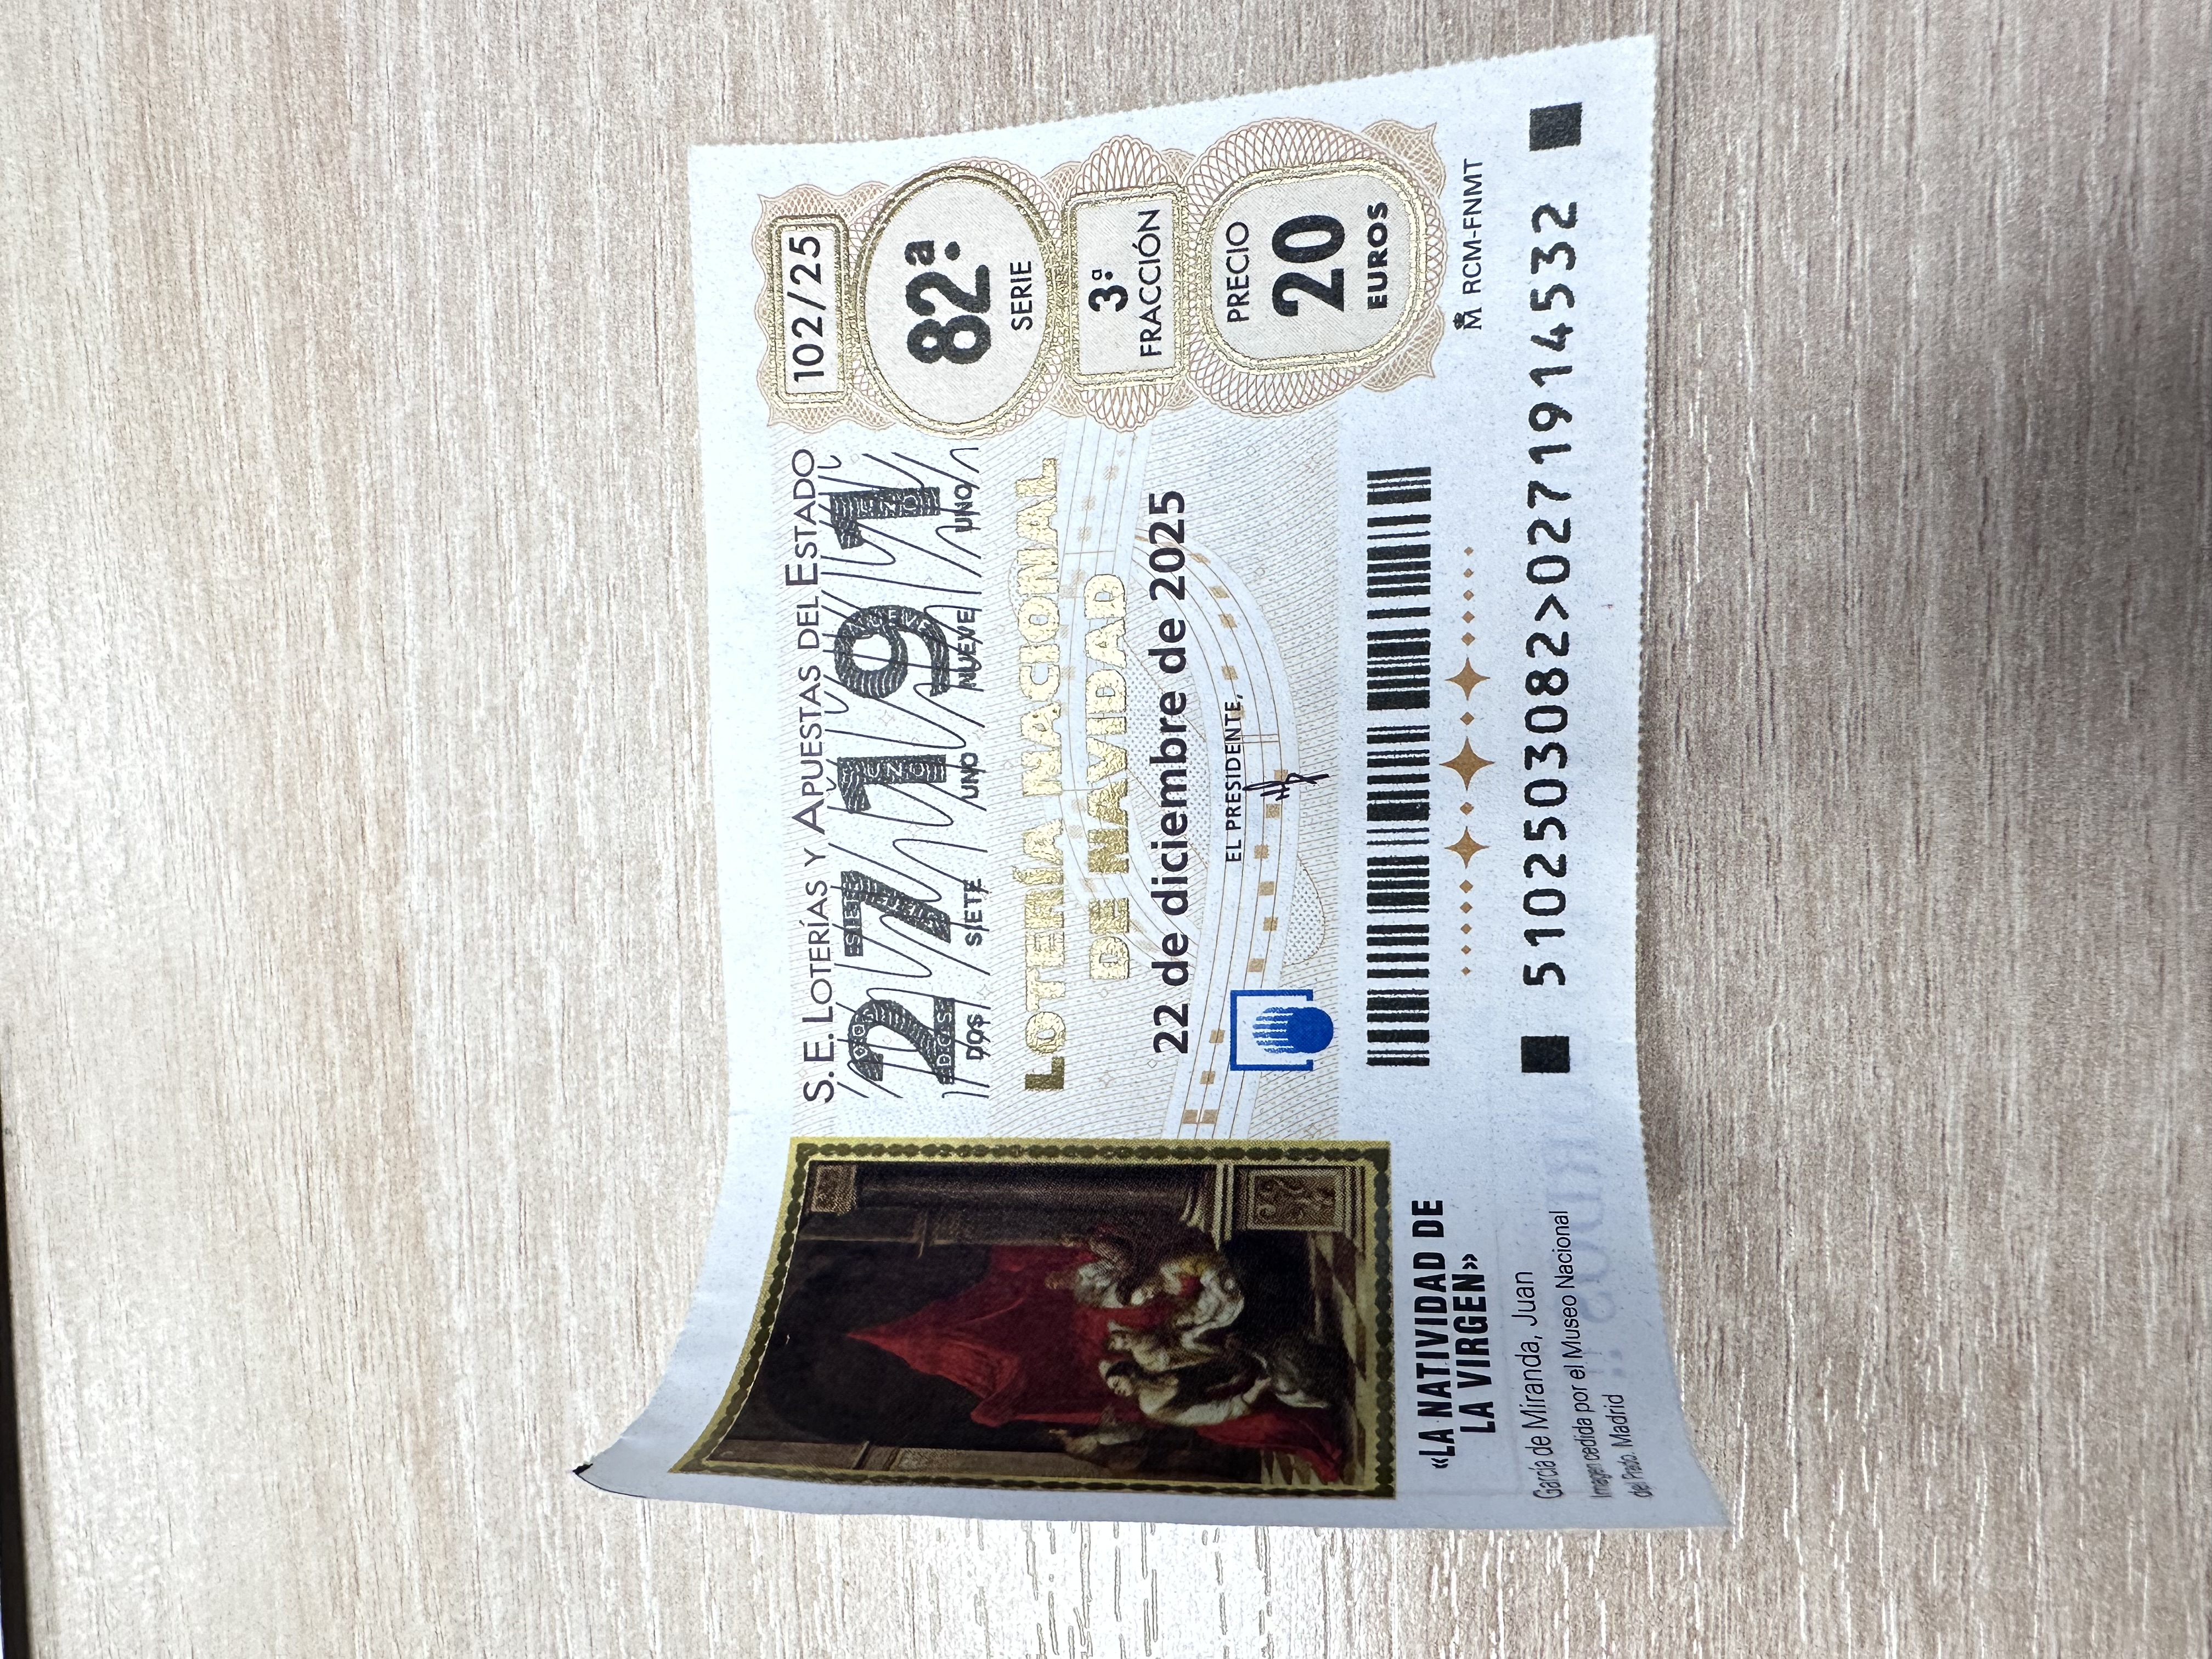 S.E. LOTERÍAS Y APUESTAS DEL ESTADO
27191
DOS SIETE UNO NUEVE UNO
LOTERÍA NACIONAL
DE NAVIDAD
22 de diciembre de 2025
EL PRESIDENTE,
102/25
82ª
SERIE
3ª
FRACCIÓN
PRECIO
20
EUROS
M RCM-FNMT
5102503082>0271914532
«LA NATIVIDAD DE
LA VIRGEN»
García de Miranda, Juan
Imagen cedida por el Museo Nacional
del Prado. Madrid